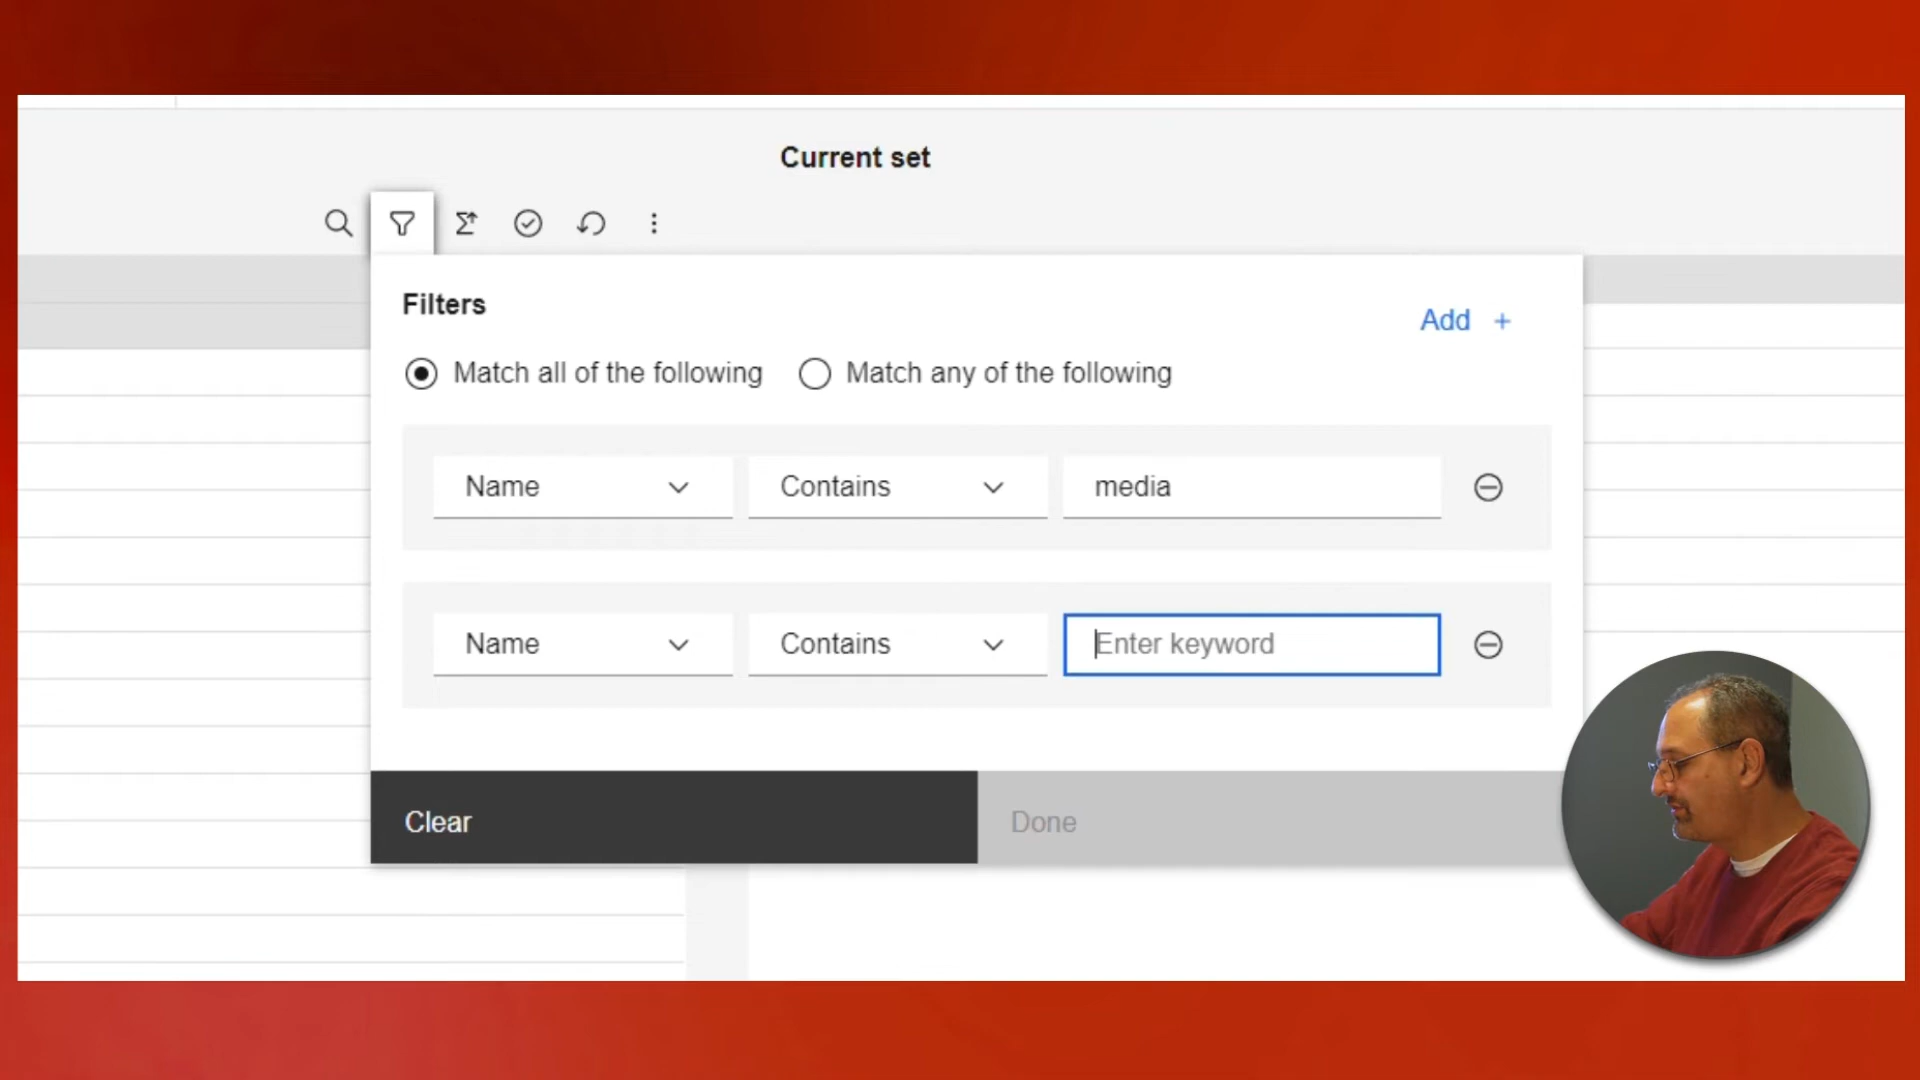 Current set
Filters
Add +
Match all of the following
Match any of the following
Name
Contains
media
Name
Contains
Enter keyword
Clear
Done